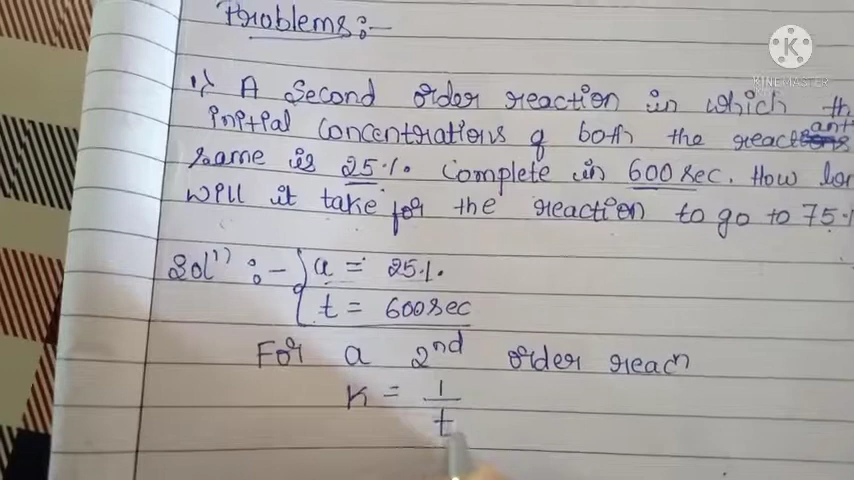 Problems :-
K
KINEMASTER
1) A Second order reaction in which th
initial concentrations of both the reactant
same is 25%. Complete in 600 sec. How lon
will it take for the reaction to go to 75%
Sol) :- a = 25%.
t = 600 sec
For a 2nd order reacn
K = 1/t